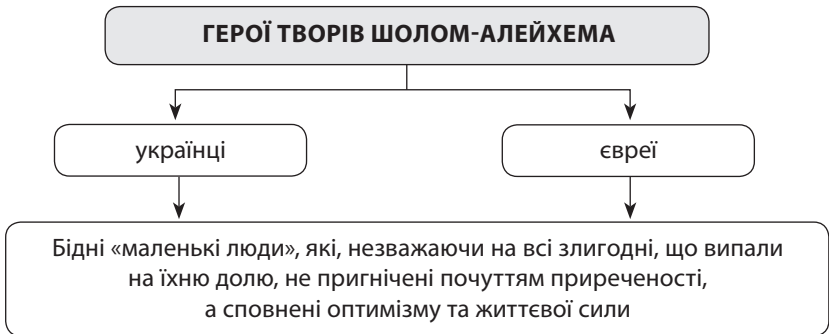 ГЕРОЇ ТВОРІВ ШОЛОМ-АЛЕЙХЕМА
українці
євреї
Бідні «маленькі люди», які, незважаючи на всі злигодні, що випали
на їхню долю, не пригнічені почуттям приреченості,
а сповнені оптимізму та життєвої сили